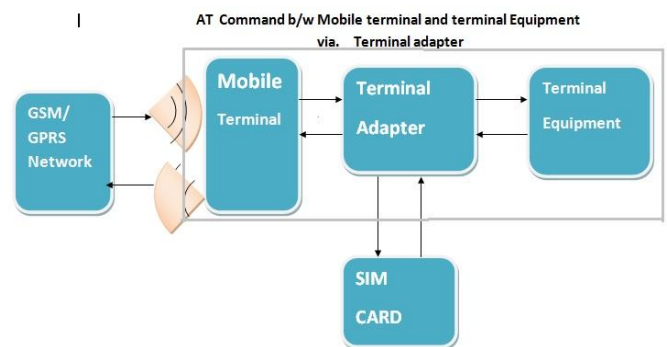 AT Command b/w Mobile terminal and terminal Equipment
via. Terminal adapter
GSM/
GPRS
Network
Mobile
Terminal
Terminal
Adapter
Terminal
Equipment
SIM
CARD